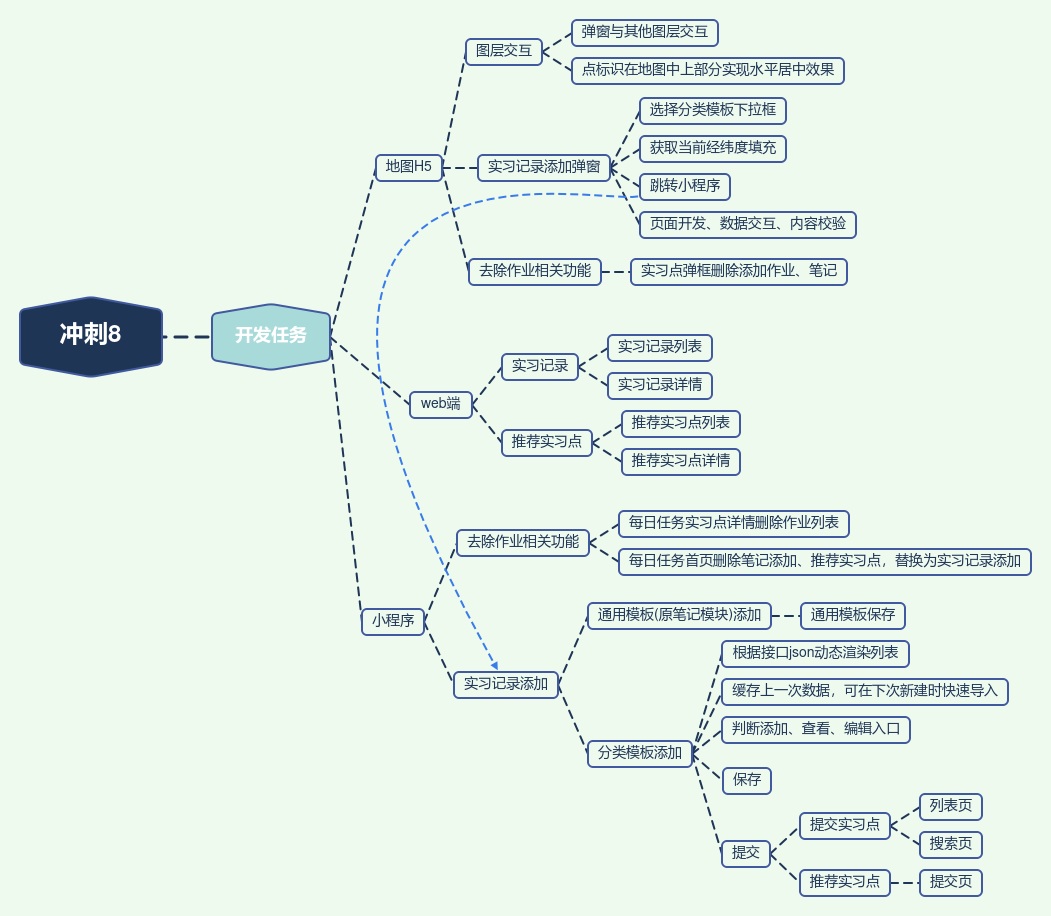 冲刺8
开发任务
地图H5
图层交互
弹窗与其他图层交互
点标识在地图中上部分实现水平居中效果
实习记录添加弹窗
选择分类模板下拉框
获取当前经纬度填充
跳转小程序
页面开发、数据交互、内容校验
去除作业相关功能
实习点弹框删除添加作业、笔记
web端
实习记录
实习记录列表
实习记录详情
推荐实习点
推荐实习点列表
推荐实习点详情
小程序
去除作业相关功能
每日任务实习点详情删除作业列表
每日任务首页删除笔记添加、推荐实习点，替换为实习记录添加
实习记录添加
通用模板(原笔记模块)添加
通用模板保存
分类模板添加
根据接口json动态渲染列表
缓存上一次数据，可在下次新建时快速导入
判断添加、查看、编辑入口
保存
提交
提交实习点
列表页
搜索页
推荐实习点
提交页